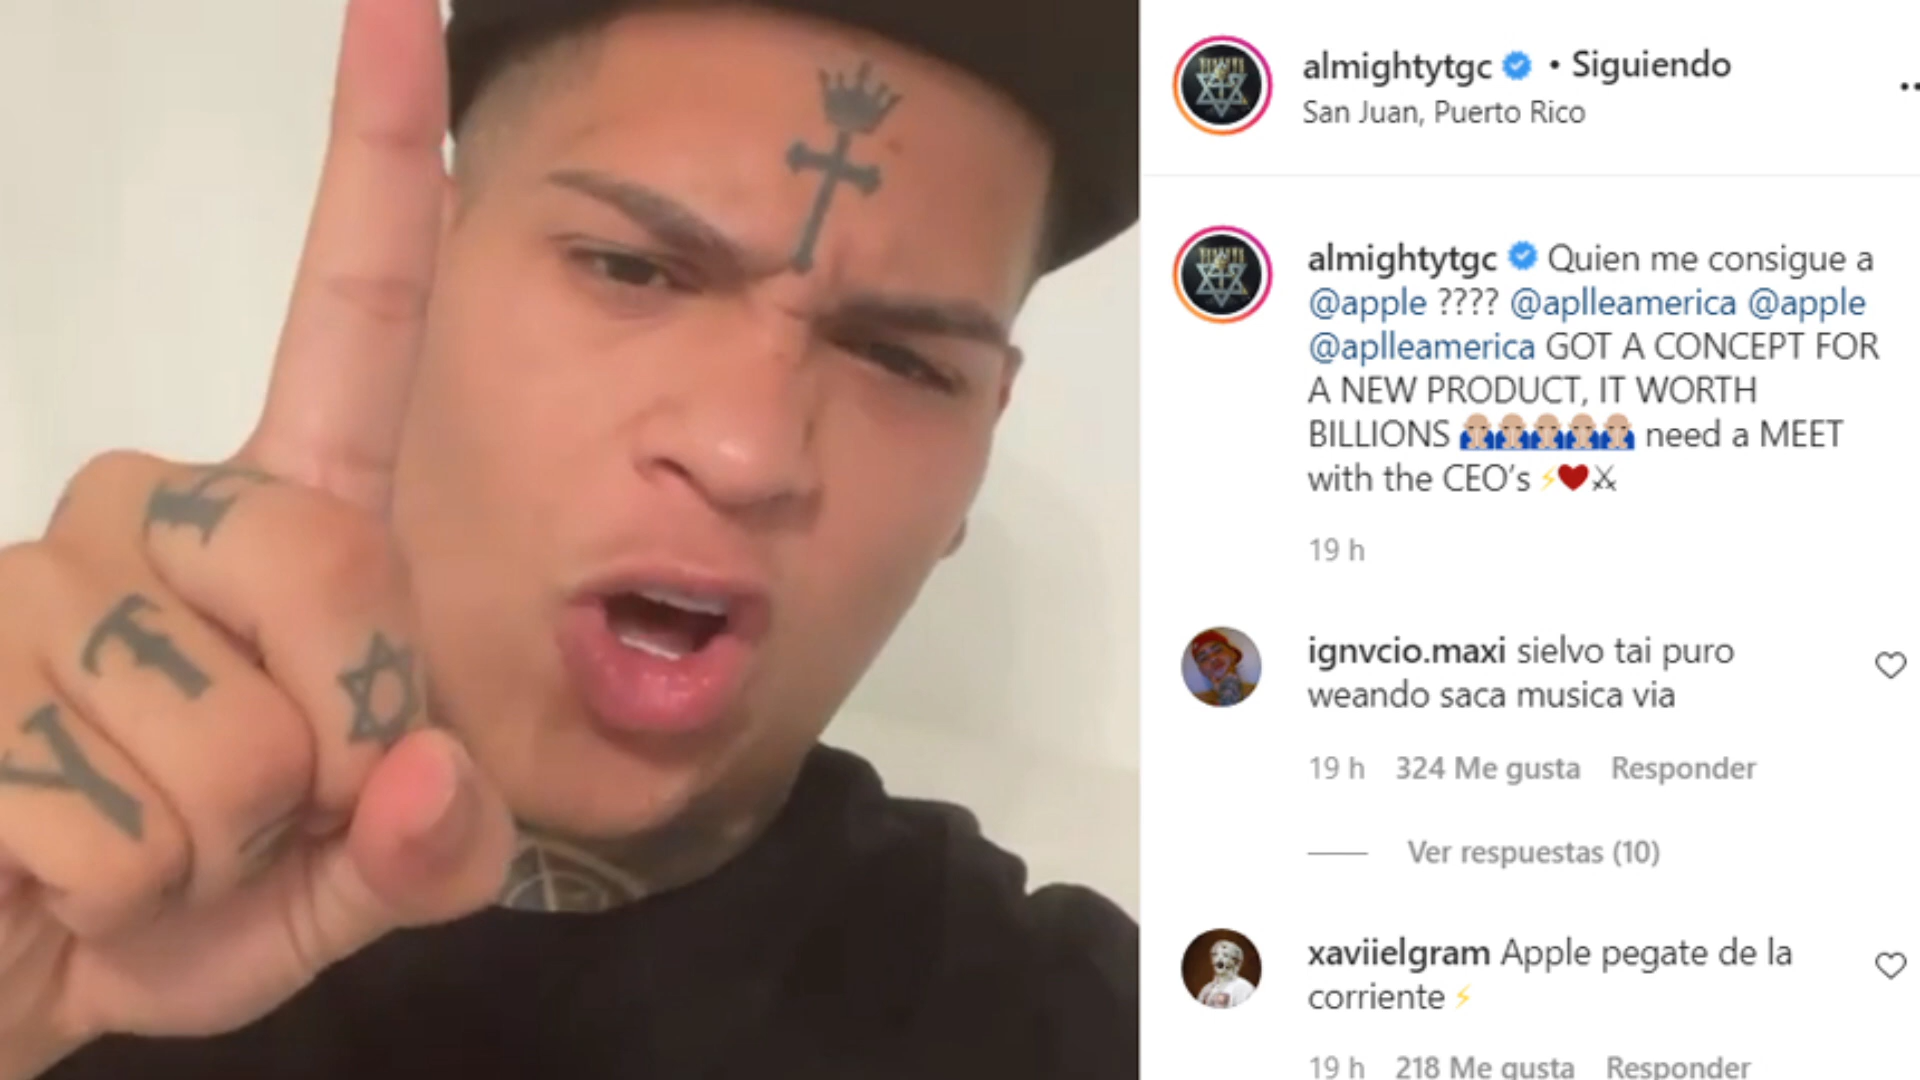 almightytgc • Siguiendo
San Juan, Puerto Rico
almightytgc Quien me consigue a
@apple ???? @aplleamerica @apple
@aplleamerica GOT A CONCEPT FOR
A NEW PRODUCT, IT WORTH
BILLIONS 👨🏼‍💼 need a MEET
with the CEO’s ⚡❤⚔
19 h
ignvcio.maxi sielvo tai puro
weando saca musica via
19 h 324 Me gusta Responder
Ver respuestas (10)
xaviielgram Apple pegate de la
corriente ⚡
19 h 218 Me gusta Responder
T
Y